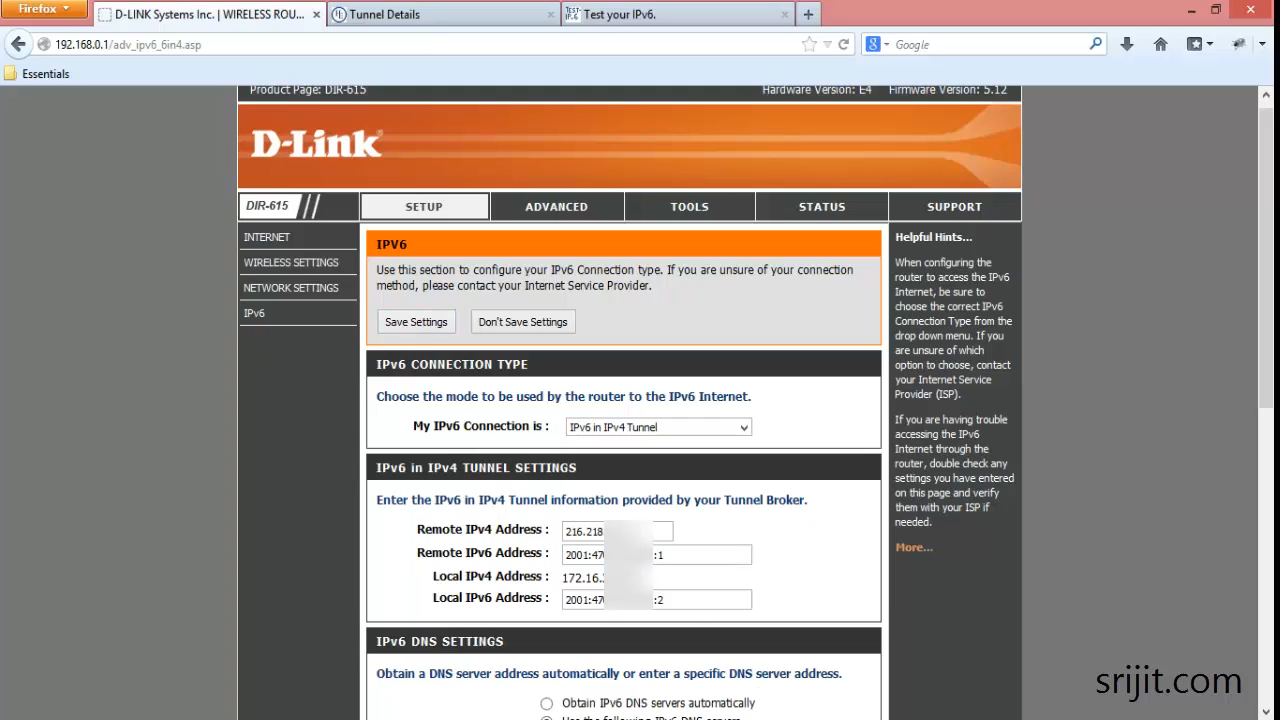 Firefox
D-LINK Systems Inc. | WIRELESS ROU...
Tunnel Details
TEST IP.6
Test your IPv6.
192.168.0.1/adv_ipv6_6in4.asp
Google
Essentials
Product Page: DIR-615
Hardware Version: E4
Firmware Version: 5.12
D-Link
DIR-615
SETUP
ADVANCED
TOOLS
STATUS
SUPPORT
INTERNET
WIRELESS SETTINGS
NETWORK SETTINGS
IPv6
IPV6
Use this section to configure your IPv6 Connection type. If you are unsure of your connection
method, please contact your Internet Service Provider.
Save Settings
Don't Save Settings
IPv6 CONNECTION TYPE
Choose the mode to be used by the router to the IPv6 Internet.
My IPv6 Connection is :
IPv6 in IPv4 Tunnel
IPv6 in IPv4 TUNNEL SETTINGS
Enter the IPv6 in IPv4 Tunnel information provided by your Tunnel Broker.
Remote IPv4 Address :
216.218
Remote IPv6 Address :
2001:470 :1
Local IPv4 Address :
172.16.
Local IPv6 Address :
2001:470 :2
IPv6 DNS SETTINGS
Obtain a DNS server address automatically or enter a specific DNS server address.
Obtain IPv6 DNS servers automatically
Use the following IPv6 DNS servers
Helpful Hints...
When configuring the
router to access the IPv6
Internet, be sure to
choose the correct IPv6
Connection Type from the
drop down menu. If you
are unsure of which
option to choose, contact
your Internet Service
Provider (ISP).
If you are having trouble
accessing the IPv6
Internet through the
router, double check any
settings you have entered
on this page and verify
them with your ISP if
needed.
More...
srijit.com